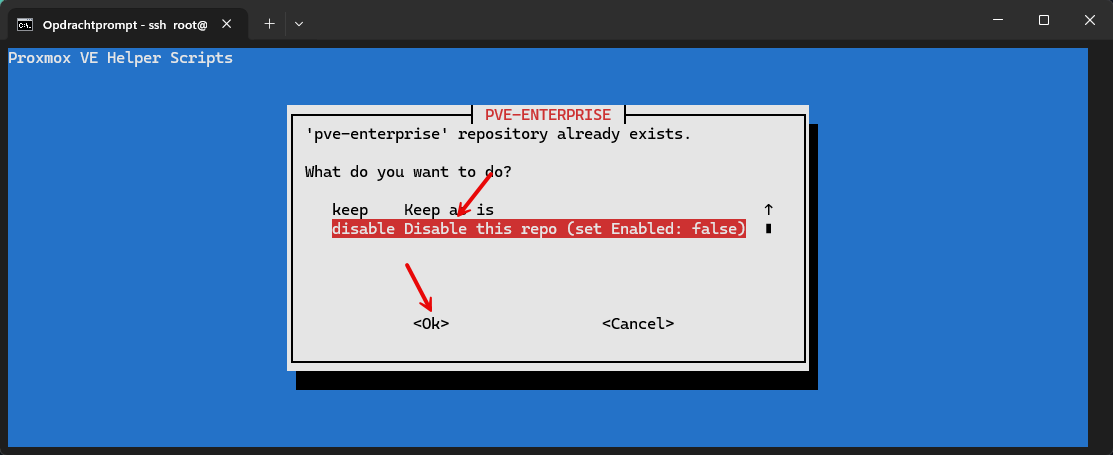 Opdrachtprompt - ssh root@
Proxmox VE Helper Scripts
PVE-ENTERPRISE
'pve-enterprise' repository already exists.
What do you want to do?
keep Keep as is
disable Disable this repo (set Enabled: false)
<Ok> <Cancel>